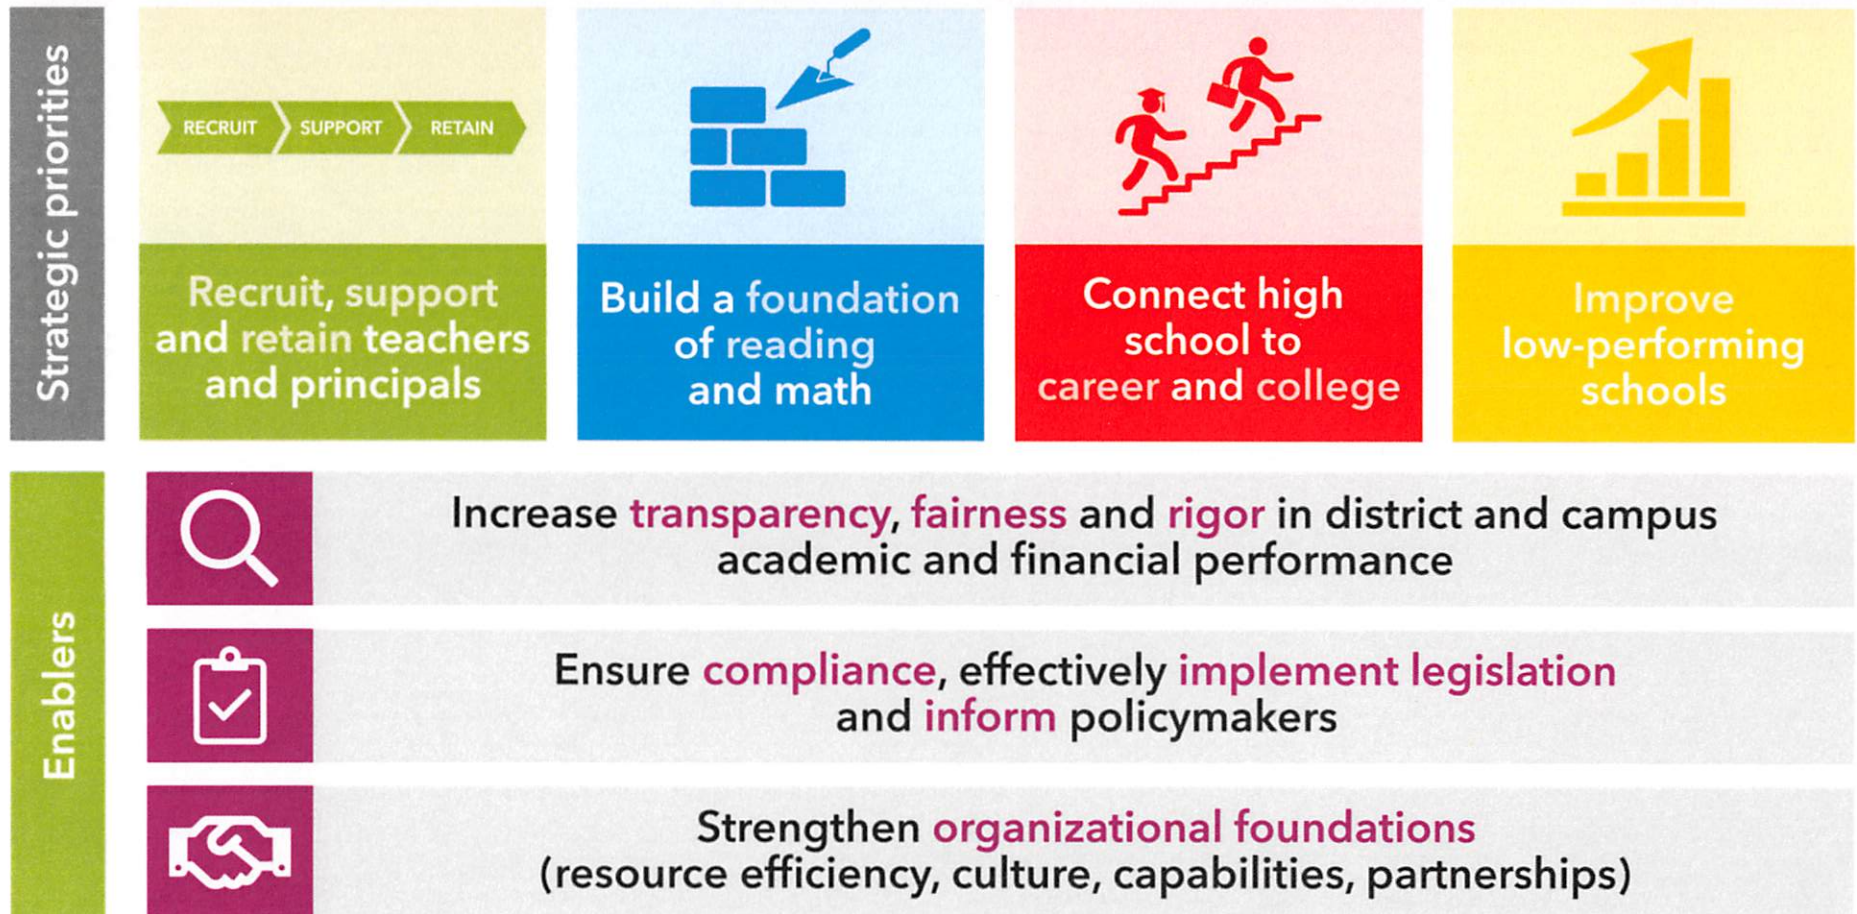 Strategic priorities
RECRUIT
SUPPORT
RETAIN
Recruit, support
and retain teachers
and principals
Build a foundation
of reading
and math
Connect high
school to
career and college
Improve
low-performing
schools
Enablers
Increase transparency, fairness and rigor in district and campus
academic and financial performance
Ensure compliance, effectively implement legislation
and inform policymakers
Strengthen organizational foundations
(resource efficiency, culture, capabilities, partnerships)